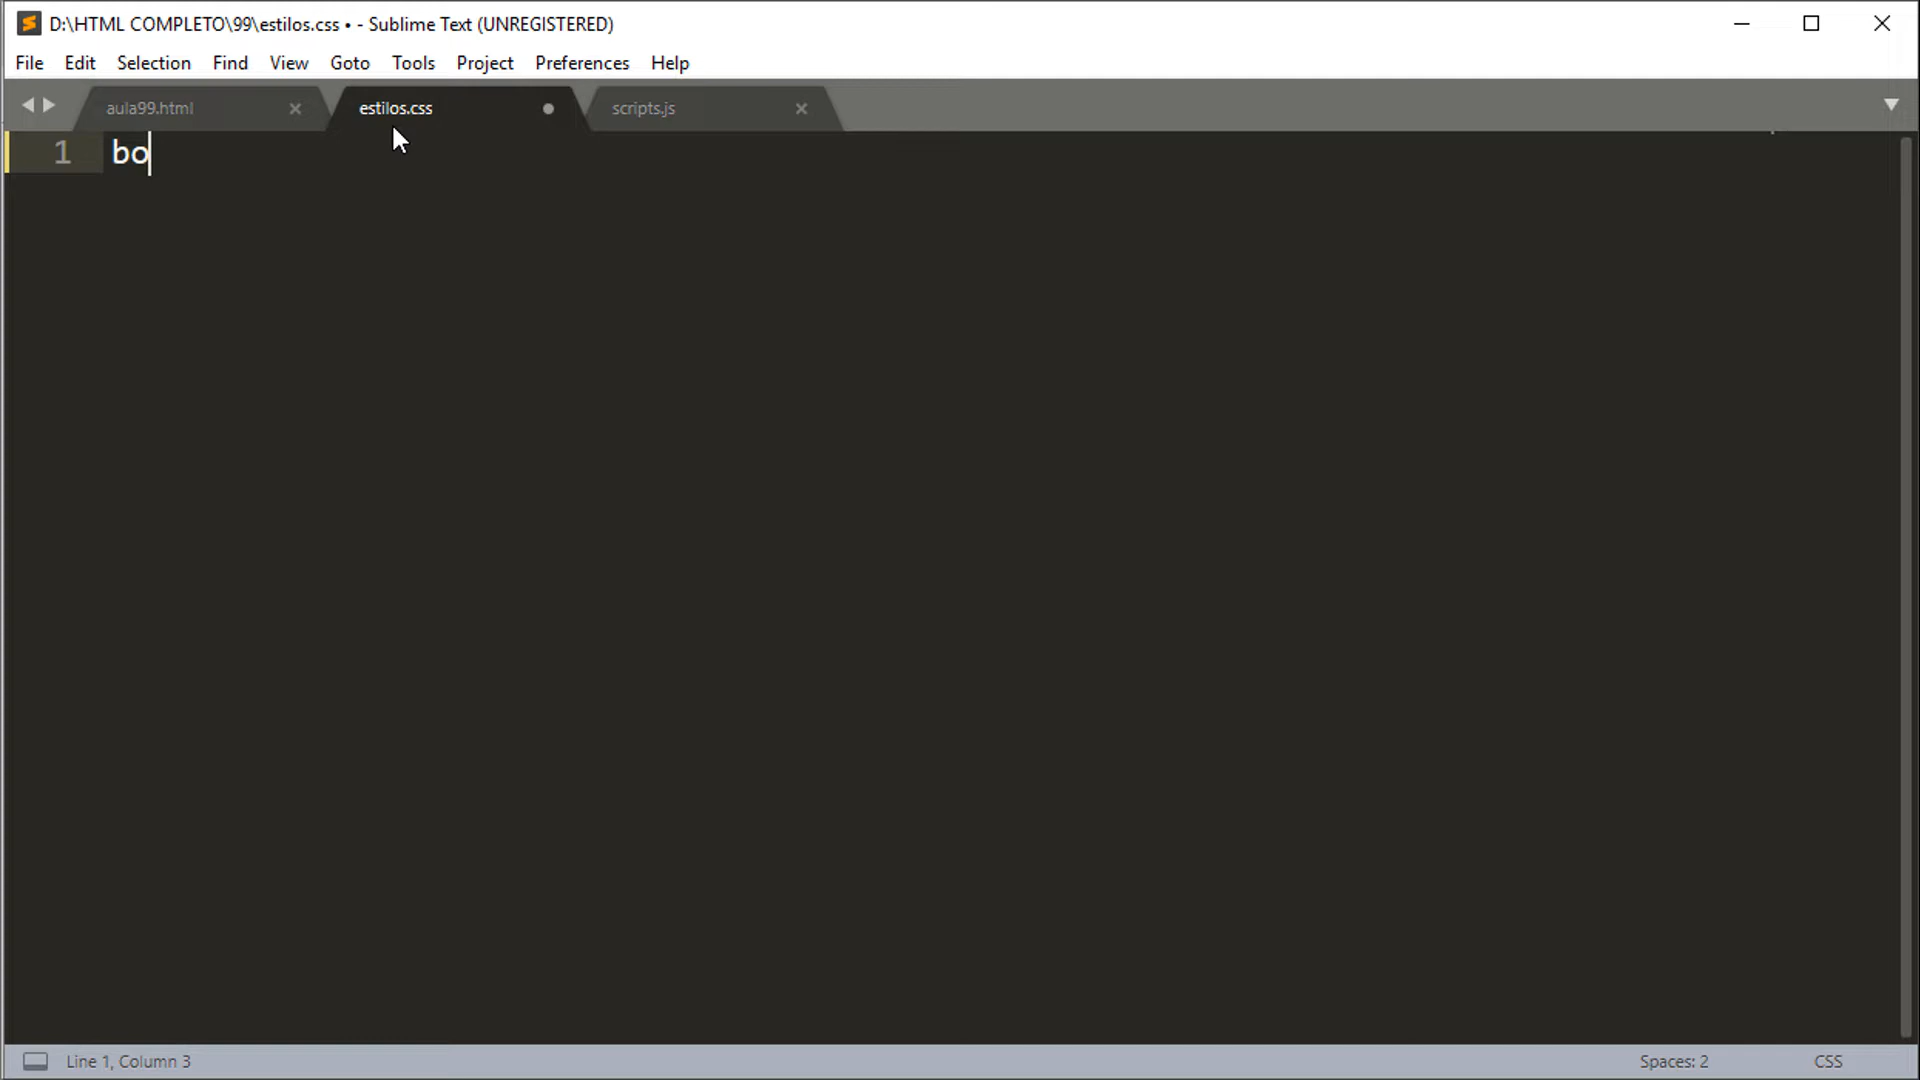 D:\HTML COMPLETO\99\estilos.css • - Sublime Text (UNREGISTERED)
File Edit Selection Find View Goto Tools Project Preferences Help
aula99.html estilos.css scripts.js
1 bo
Line 1, Column 3 Spaces: 2 CSS